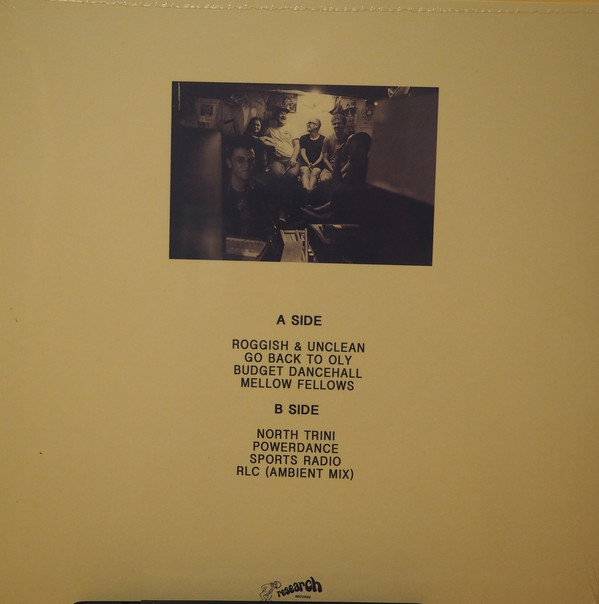 A SIDE
ROGGISH & UNCLEAN
GO BACK TO OLY
BUDGET DANCEHALL
MELLOW FELLOWS
B SIDE
NORTH TRINI
POWERDANCE
SPORTS RADIO
RLC (AMBIENT MIX)
research
RECORDS